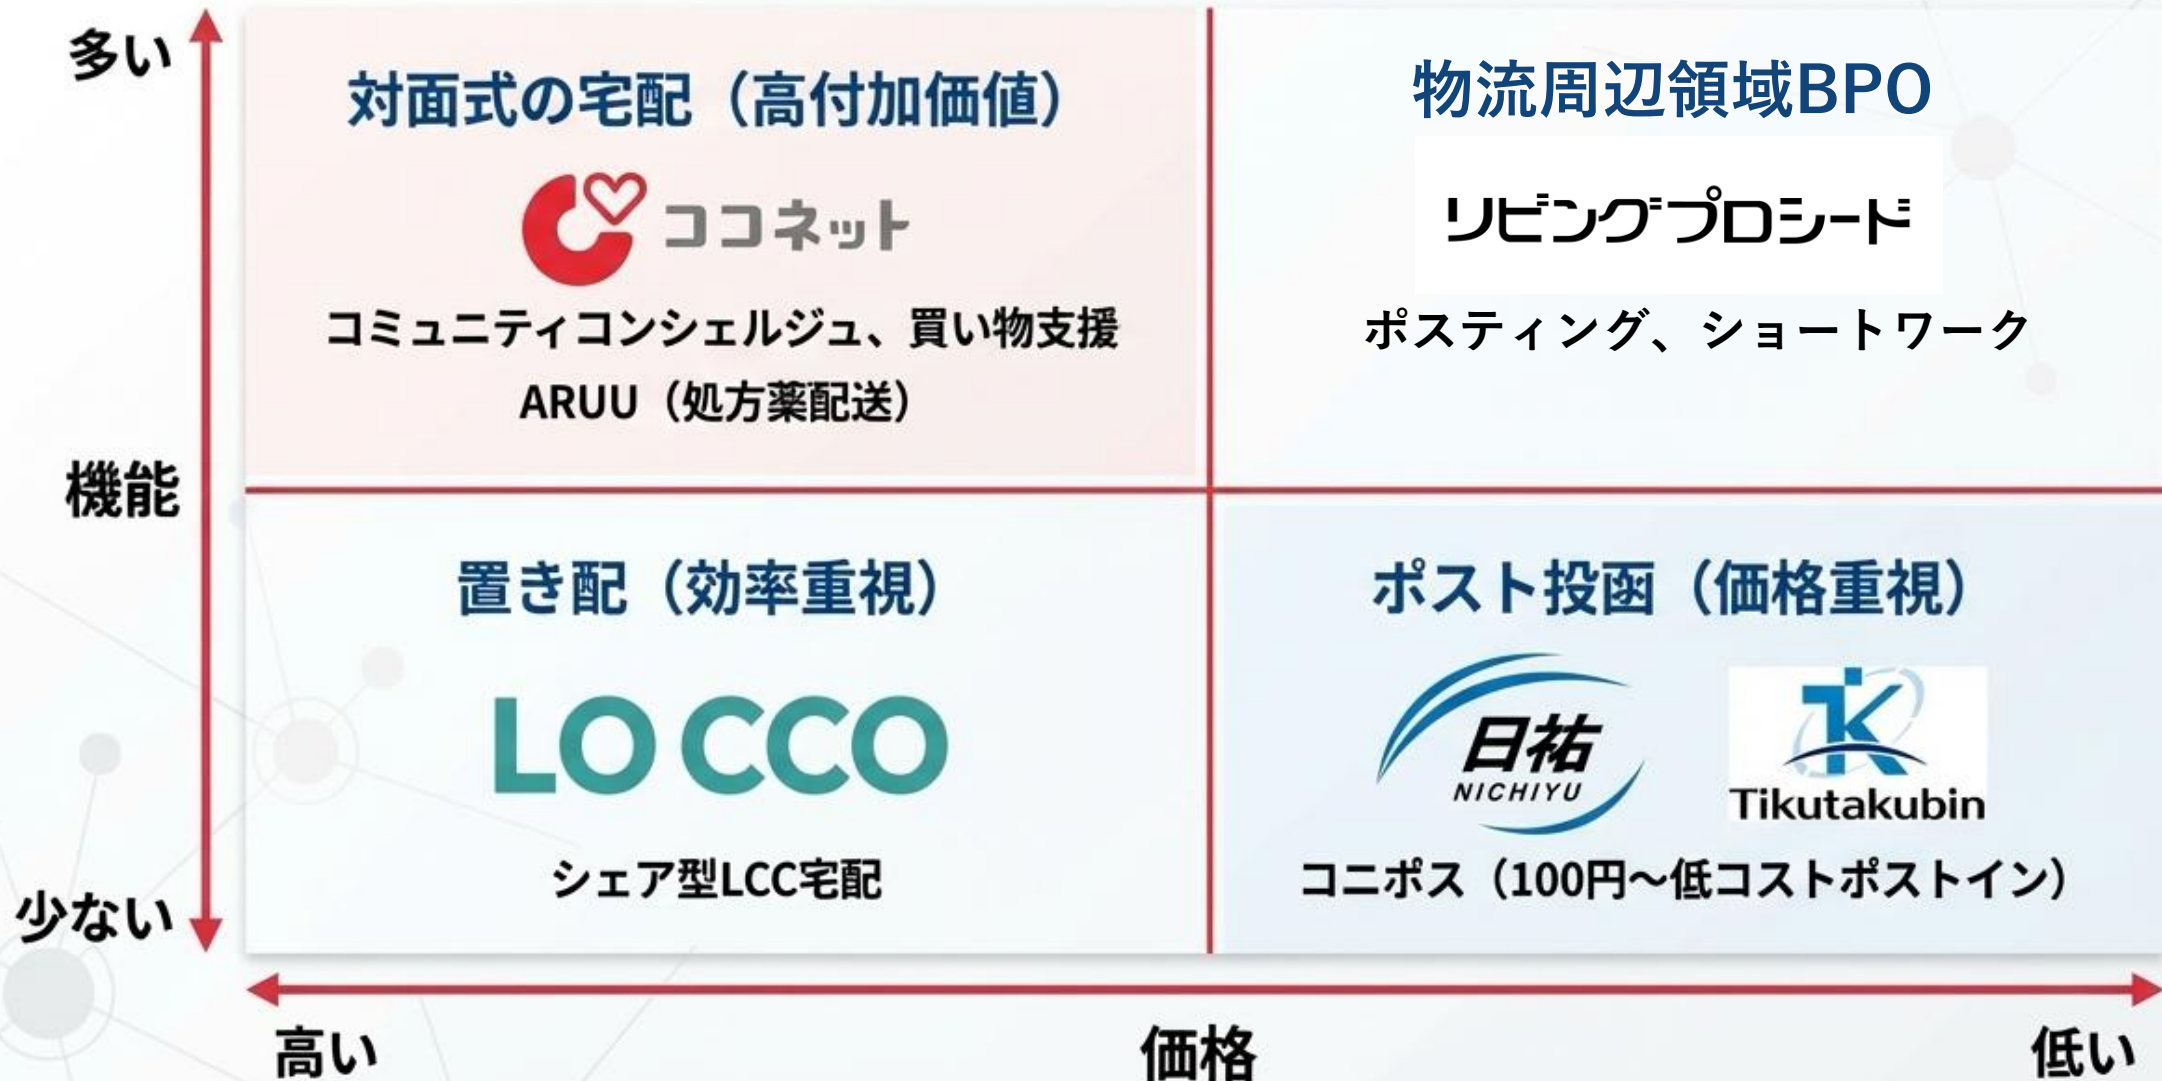 多い
対面式の宅配（高付加価値）
ココネット
コミュニティコンシェルジュ、買い物支援
ARUU（処方薬配送）
物流周辺領域BPO
リビングプロシード
ポスティング、ショートワーク
機能
置き配（効率重視）
LOCCO
シェア型LCC宅配
ポスト投函（価格重視）
日祐
NICHIYU
TK
Tikutakubin
コニポス（100円～低コストポストイン）
少ない
高い
価格
低い